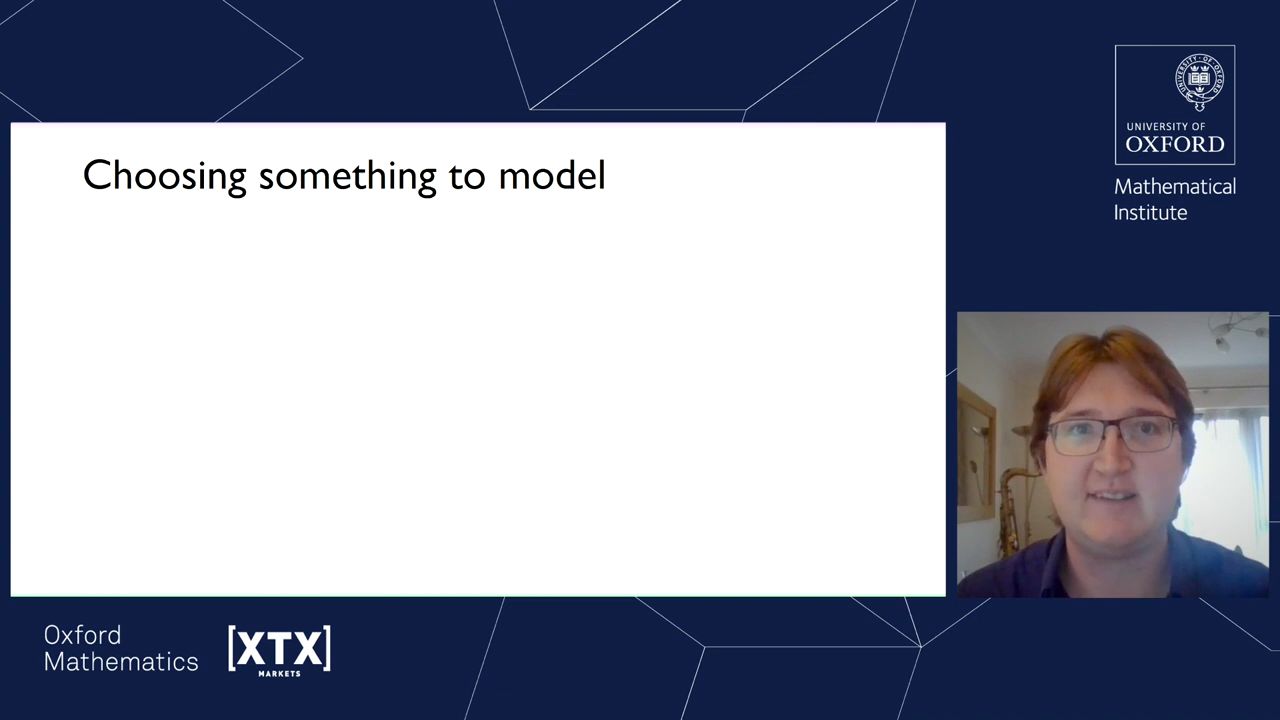 Choosing something to model
UNIVERSITY OF
OXFORD
Mathematical
Institute
Oxford
Mathematics
[XTX]
MARKETS